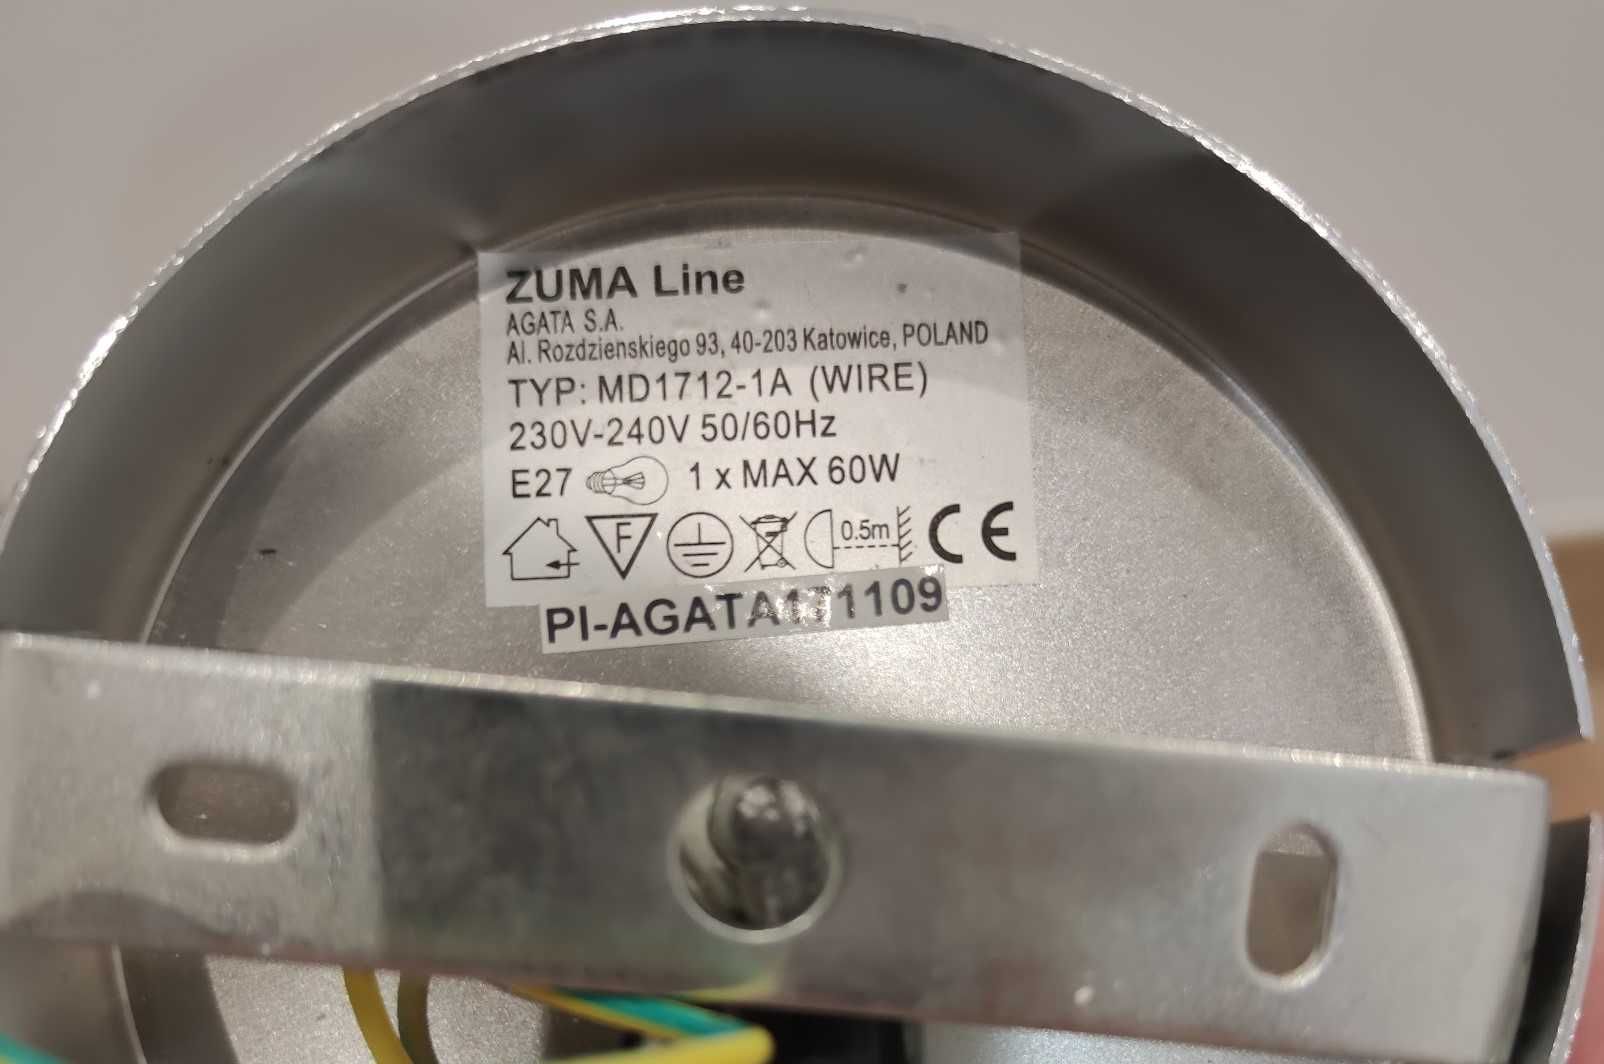 ZUMA Line
AGATA S.A.
Al. Rozdzienskiego 93, 40-203 Katowice, POLAND
TYP: MD1712-1A (WIRE)
230V-240V 50/60Hz
E27 1 x MAX 60W
F 0.5m CE
PI-AGATA171109